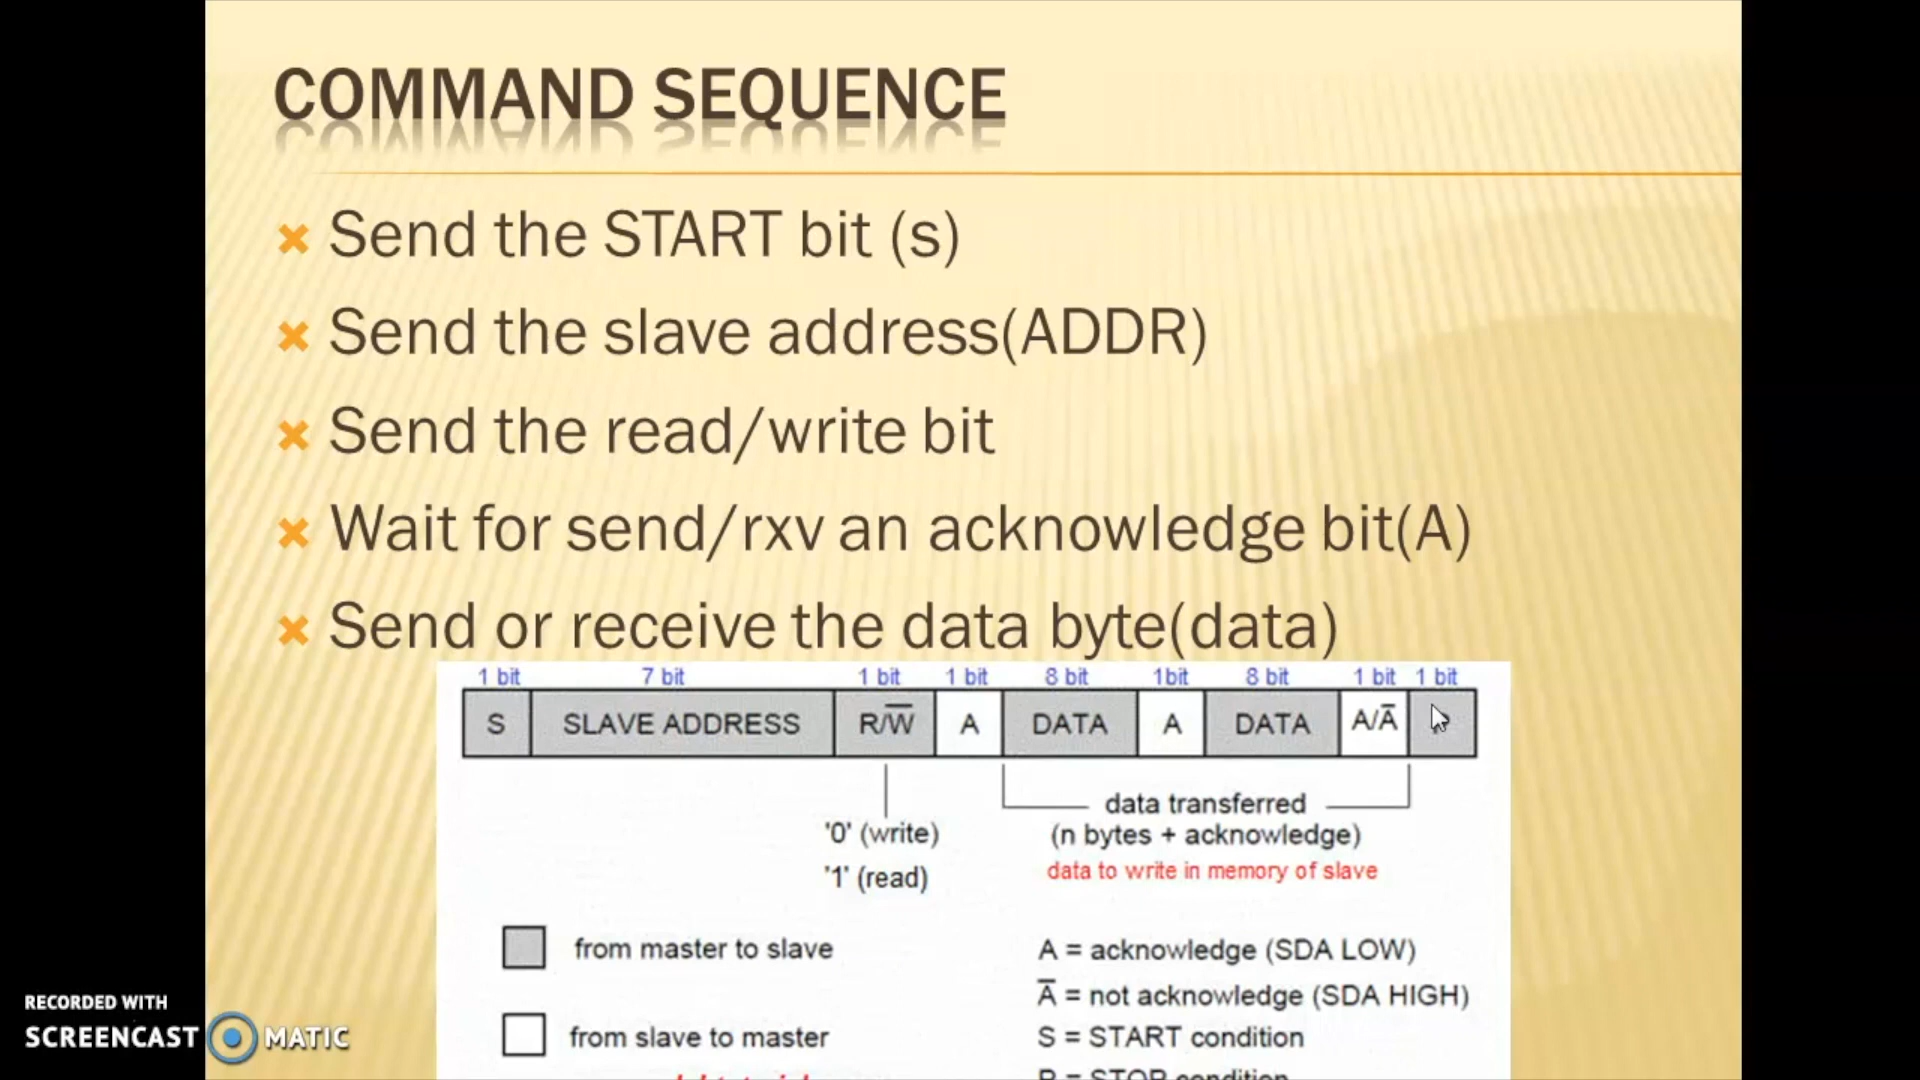 COMMAND SEQUENCE
Send the START bit (s)
Send the slave address(ADDR)
Send the read/write bit
Wait for send/rxv an acknowledge bit(A)
Send or receive the data byte(data)
1 bit 7 bit 1 bit 1 bit 8 bit 1bit 8 bit 1 bit 1 bit
S SLAVE ADDRESS R/W̅ A DATA A DATA A/A̅
data transferred
'0' (write) (n bytes + acknowledge)
'1' (read) data to write in memory of slave
from master to slave A = acknowledge (SDA LOW)
A̅ = not acknowledge (SDA HIGH)
from slave to master S = START condition
P = STOP condition
RECORDED WITH
SCREENCAST MATIC